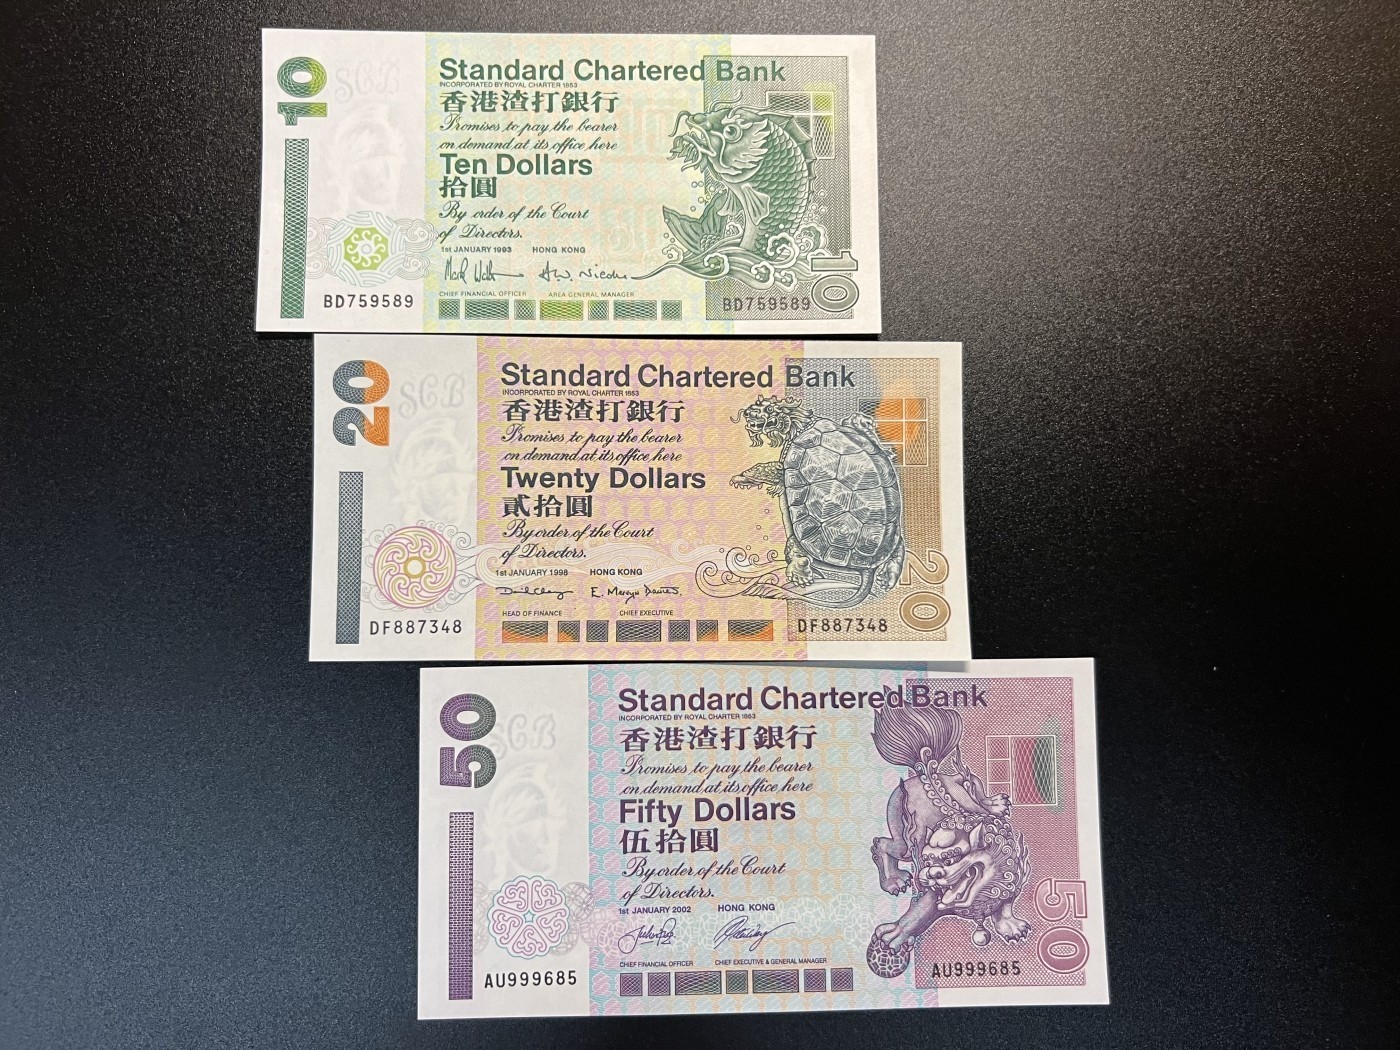 10
SCB
Standard Chartered Bank
INCORPORATED BY ROYAL CHARTER 1853
香港渣打銀行
Promises to pay the bearer
on demand at its office here
Ten Dollars
拾圓
By order of the Court
of Directors.
1st JANUARY 1993 HONG KONG
CHIEF FINANCIAL OFFICER AREA GENERAL MANAGER
BD759589
BD759589
10
20
SCB
Standard Chartered Bank
INCORPORATED BY ROYAL CHARTER 1853
香港渣打銀行
Promises to pay the bearer
on demand at its office here
Twenty Dollars
貳拾圓
By order of the Court
of Directors.
1st JANUARY 1998 HONG KONG
E. Mervyn Davies.
HEAD OF FINANCE CHIEF EXECUTIVE
DF887348
DF887348
20
50
SCB
Standard Chartered Bank
INCORPORATED BY ROYAL CHARTER 1853
香港渣打銀行
Promises to pay the bearer
on demand at its office here
Fifty Dollars
伍拾圓
By order of the Court
of Directors.
1st JANUARY 2002 HONG KONG
CHIEF FINANCIAL OFFICER CHIEF EXECUTIVE & GENERAL MANAGER
AU999685
AU999685
50